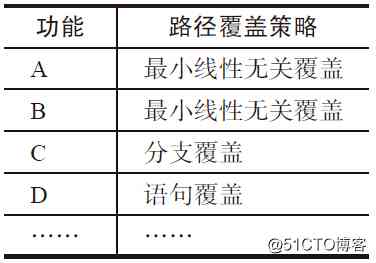 功能 路径覆盖策略
A 最小线性无关覆盖
B 最小线性无关覆盖
C 分支覆盖
D 语句覆盖
…… ……
@51CTO博客